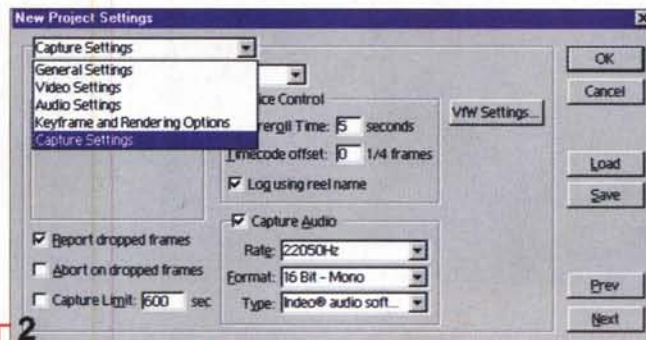 New Project Settings
Capture Settings
General Settings
Video Settings
Audio Settings
Keyframe and Rendering Options
Capture Settings
Control
Time: 5 seconds
Timecode offset: 0 1/4 frames
Log using reel name
VfW Settings...
Report dropped frames
Abort on dropped frames
Capture Limit: 600 sec
Capture Audio
Rate: 22050Hz
Format: 16 Bit - Mono
Type: Indeo® audio soft...
OK
Cancel
Load
Save
Prev
Next
2